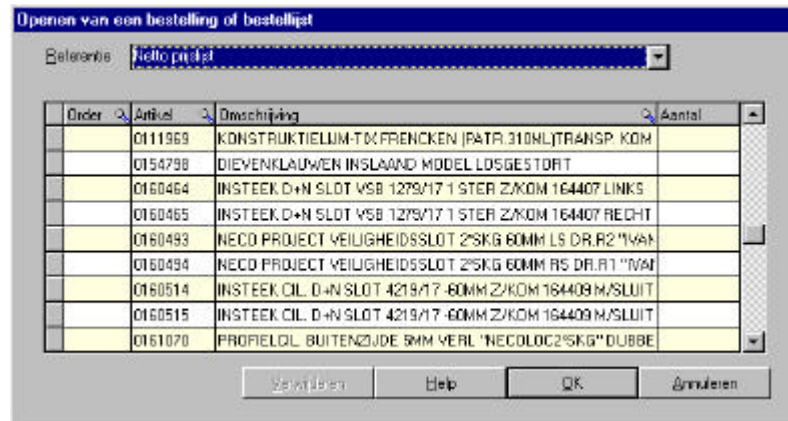 Openen van een bestelling of bestellijst
Referentie Netto prijslijst
Order Artikel Omschrijving Aantal
0111969 KONSTRUKTIELIJM-TIX FRENCKEN (PATR.310ML)TRANSP. KOM
0154798 DIEVENKLAUWEN INSLAAND MODEL LOSGESTORT
0160464 INSTEEK D+N SLOT VSB 1279/17 1 STER Z/KOM 164407 LINKS
0160465 INSTEEK D+N SLOT VSB 1279/17 1 STER Z/KOM 164407 RECHT
0160493 NECO PROJECT VEILIGHEIDSSLOT 2*SKG 60MM LS DR.R2 "IVAN
0160494 NECO PROJECT VEILIGHEIDSSLOT 2*SKG 60MM RS DR.R1 "IVAN
0160514 INSTEEK CIL. D+N SLOT 4219/17 -60MM Z/KOM 164409 M/SLUIT
0160515 INSTEEK CIL. D+N SLOT 4219/17 -60MM Z/KOM 164409 M/SLUIT
0161070 PROFIELCIL. BUITENZIJDE 5MM VERL "NECOLOC2*SKG" DUBBE
Verwijderen Help OK Annuleren